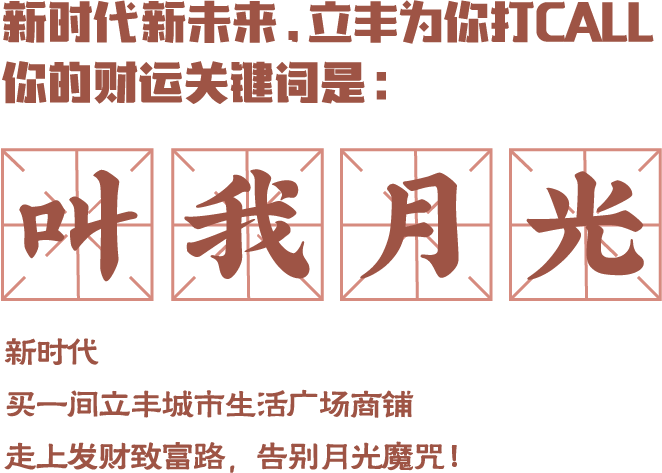 新时代新未来，立丰为你打CALL
你的财运关键词是：
叫我月光
新时代
买一间立丰城市生活广场商铺
走上发财致富路，告别月光魔咒！